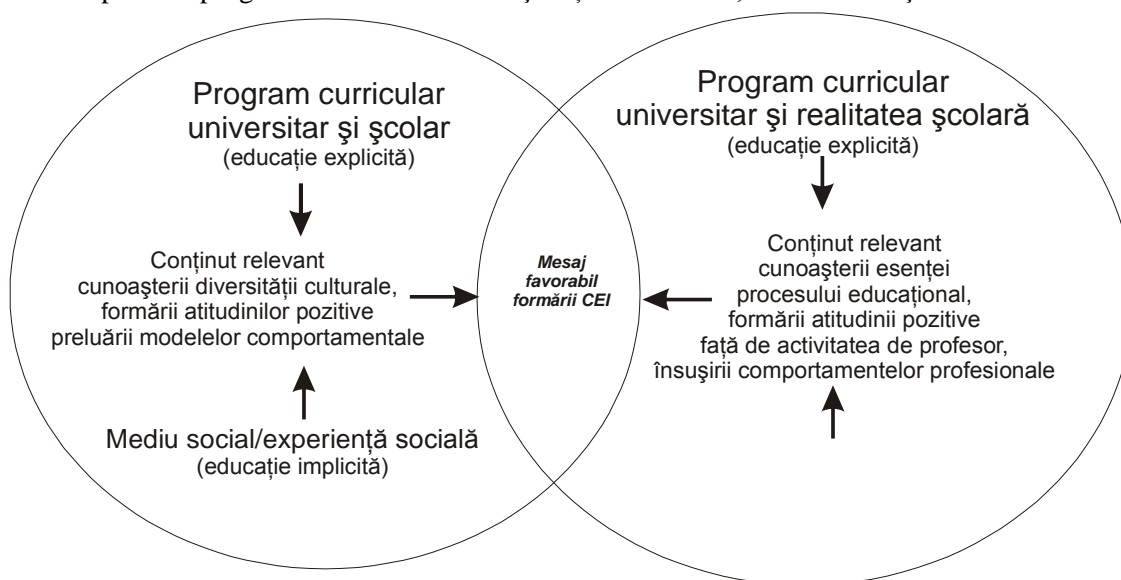 Program curricular
universitar şi şcolar
(educaţie explicită)
Conţinut relevant
cunoaşterii diversităţii culturale,
formării atitudinilor pozitive
preluării modelelor comportamentale
Mediu social/experienţă socială
(educaţie implicită)
Mesaj
favorabil
formării CEI
Program curricular
universitar şi realitatea şcolară
(educaţie explicită)
Conţinut relevant
cunoaşterii esenţei
procesului educaţional,
formării atitudinii pozitive
faţă de activitatea de profesor,
însuşirii comportamentelor profesionale